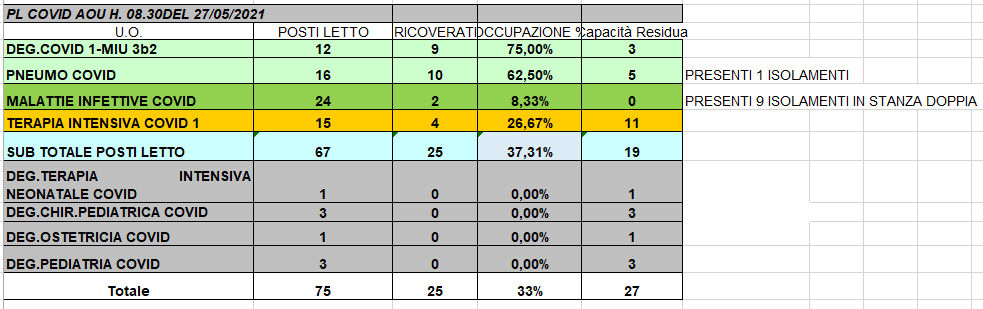 PL COVID AOU H. 08.30DEL 27/05/2021
U.O. POSTI LETTO RICOVERATI OCCUPAZIONE % Capacità Residua
DEG.COVID 1-MIU 3b2 12 9 75,00% 3
PNEUMO COVID 16 10 62,50% 5 PRESENTI 1 ISOLAMENTI
MALATTIE INFETTIVE COVID 24 2 8,33% 0 PRESENTI 9 ISOLAMENTI IN STANZA DOPPIA
TERAPIA INTENSIVA COVID 1 15 4 26,67% 11
SUB TOTALE POSTI LETTO 67 25 37,31% 19
DEG.TERAPIA INTENSIVA
NEONATALE COVID 1 0 0,00% 1
DEG.CHIR.PEDIATRICA COVID 3 0 0,00% 3
DEG.OSTETRICIA COVID 1 0 0,00% 1
DEG.PEDIATRIA COVID 3 0 0,00% 3
Totale 75 25 33% 27